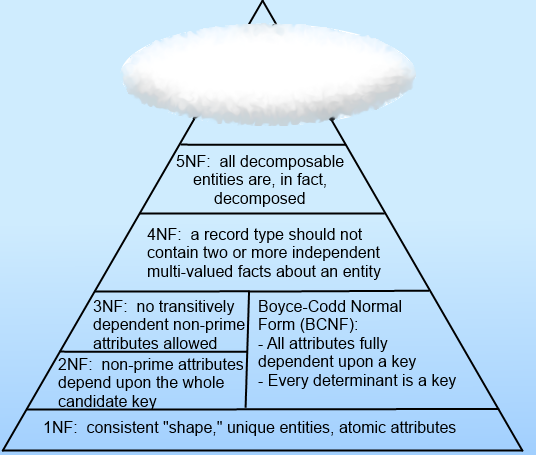 5NF: all decomposable
entities are, in fact,
decomposed
4NF: a record type should not
contain two or more independent
multi-valued facts about an entity
3NF: no transitively
dependent non-prime
attributes allowed
Boyce-Codd Normal
Form (BCNF):
- All attributes fully
dependent upon a key
- Every determinant is a key
2NF: non-prime attributes
depend upon the whole
candidate key
1NF: consistent "shape," unique entities, atomic attributes